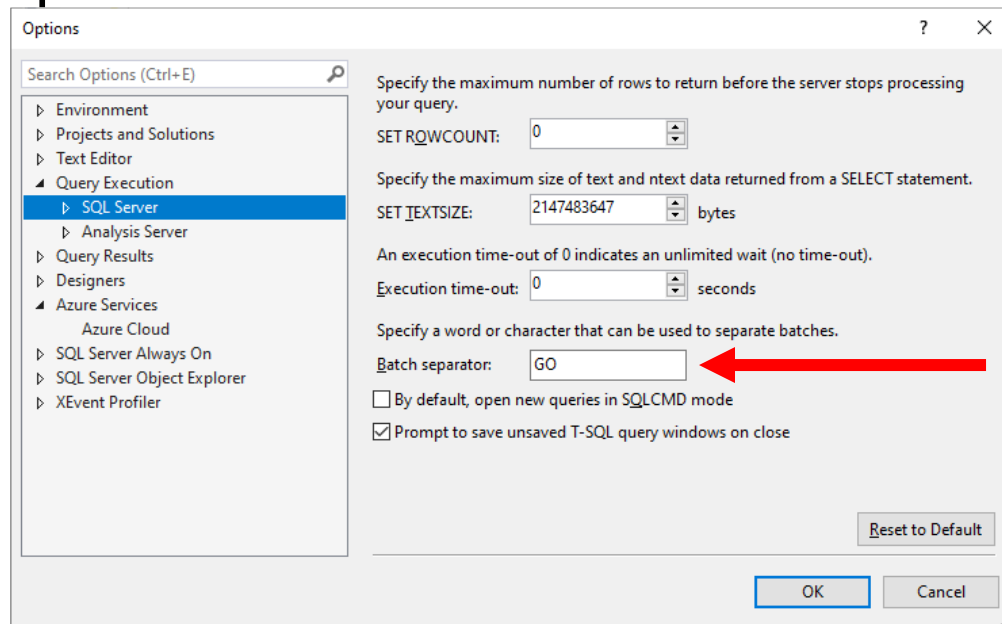 Options
?
Search Options (Ctrl+E)
Environment
Projects and Solutions
Text Editor
Query Execution
SQL Server
Analysis Server
Query Results
Designers
Azure Services
Azure Cloud
SQL Server Always On
SQL Server Object Explorer
XEvent Profiler
Specify the maximum number of rows to return before the server stops processing
your query.
SET ROWCOUNT: 0
Specify the maximum size of text and ntext data returned from a SELECT statement.
SET TEXTSIZE: 2147483647 bytes
An execution time-out of 0 indicates an unlimited wait (no time-out).
Execution time-out: 0 seconds
Specify a word or character that can be used to separate batches.
Batch separator: GO
By default, open new queries in SQLCMD mode
Prompt to save unsaved T-SQL query windows on close
Reset to Default
OK Cancel